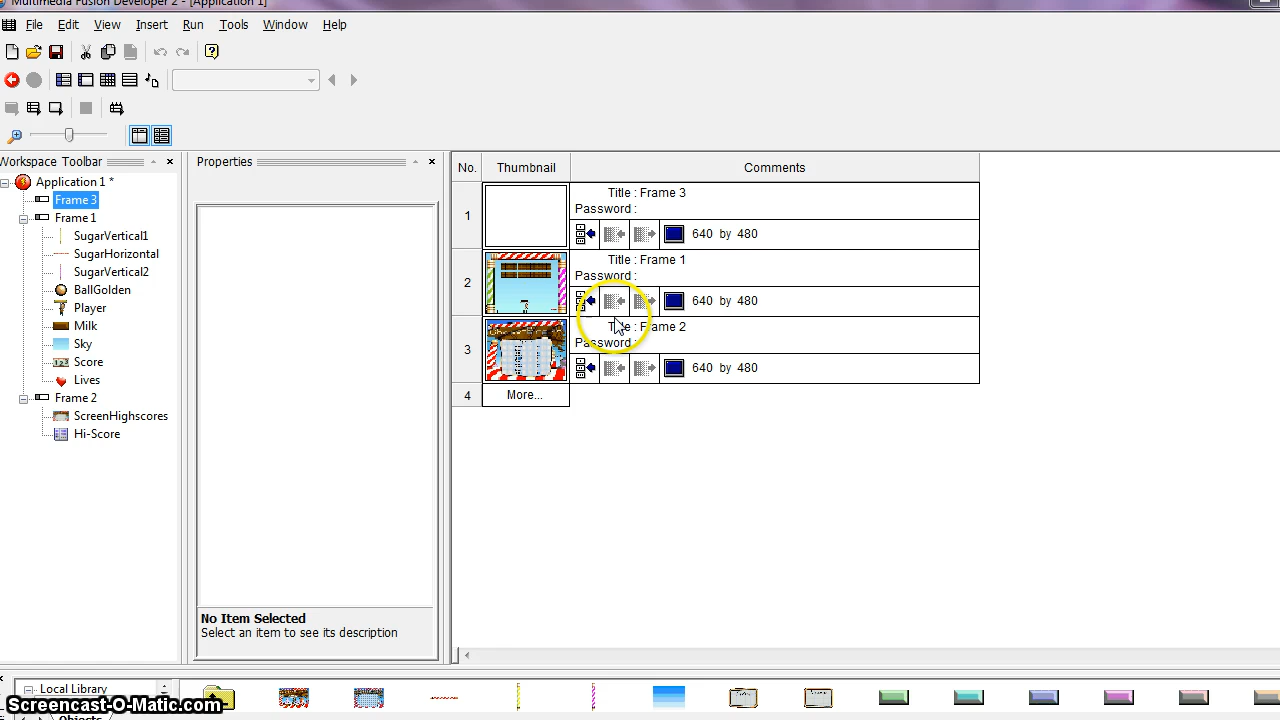 Multimedia Fusion Developer 2 - [Application 1]
File Edit View Insert Run Tools Window Help
Workspace Toolbar
Application 1 *
Frame 3
Frame 1
SugarVertical1
SugarHorizontal
SugarVertical2
BallGolden
Player
Milk
Sky
Score
Lives
Frame 2
ScreenHighscores
Hi-Score
Properties
No Item Selected
Select an item to see its description
No. Thumbnail Comments
1
Title : Frame 3
Password :
640 by 480
2
Title : Frame 1
Password :
640 by 480
3
Title : Frame 2
Password :
640 by 480
4 More...
Local Library
Objects
Screencast-O-Matic.com